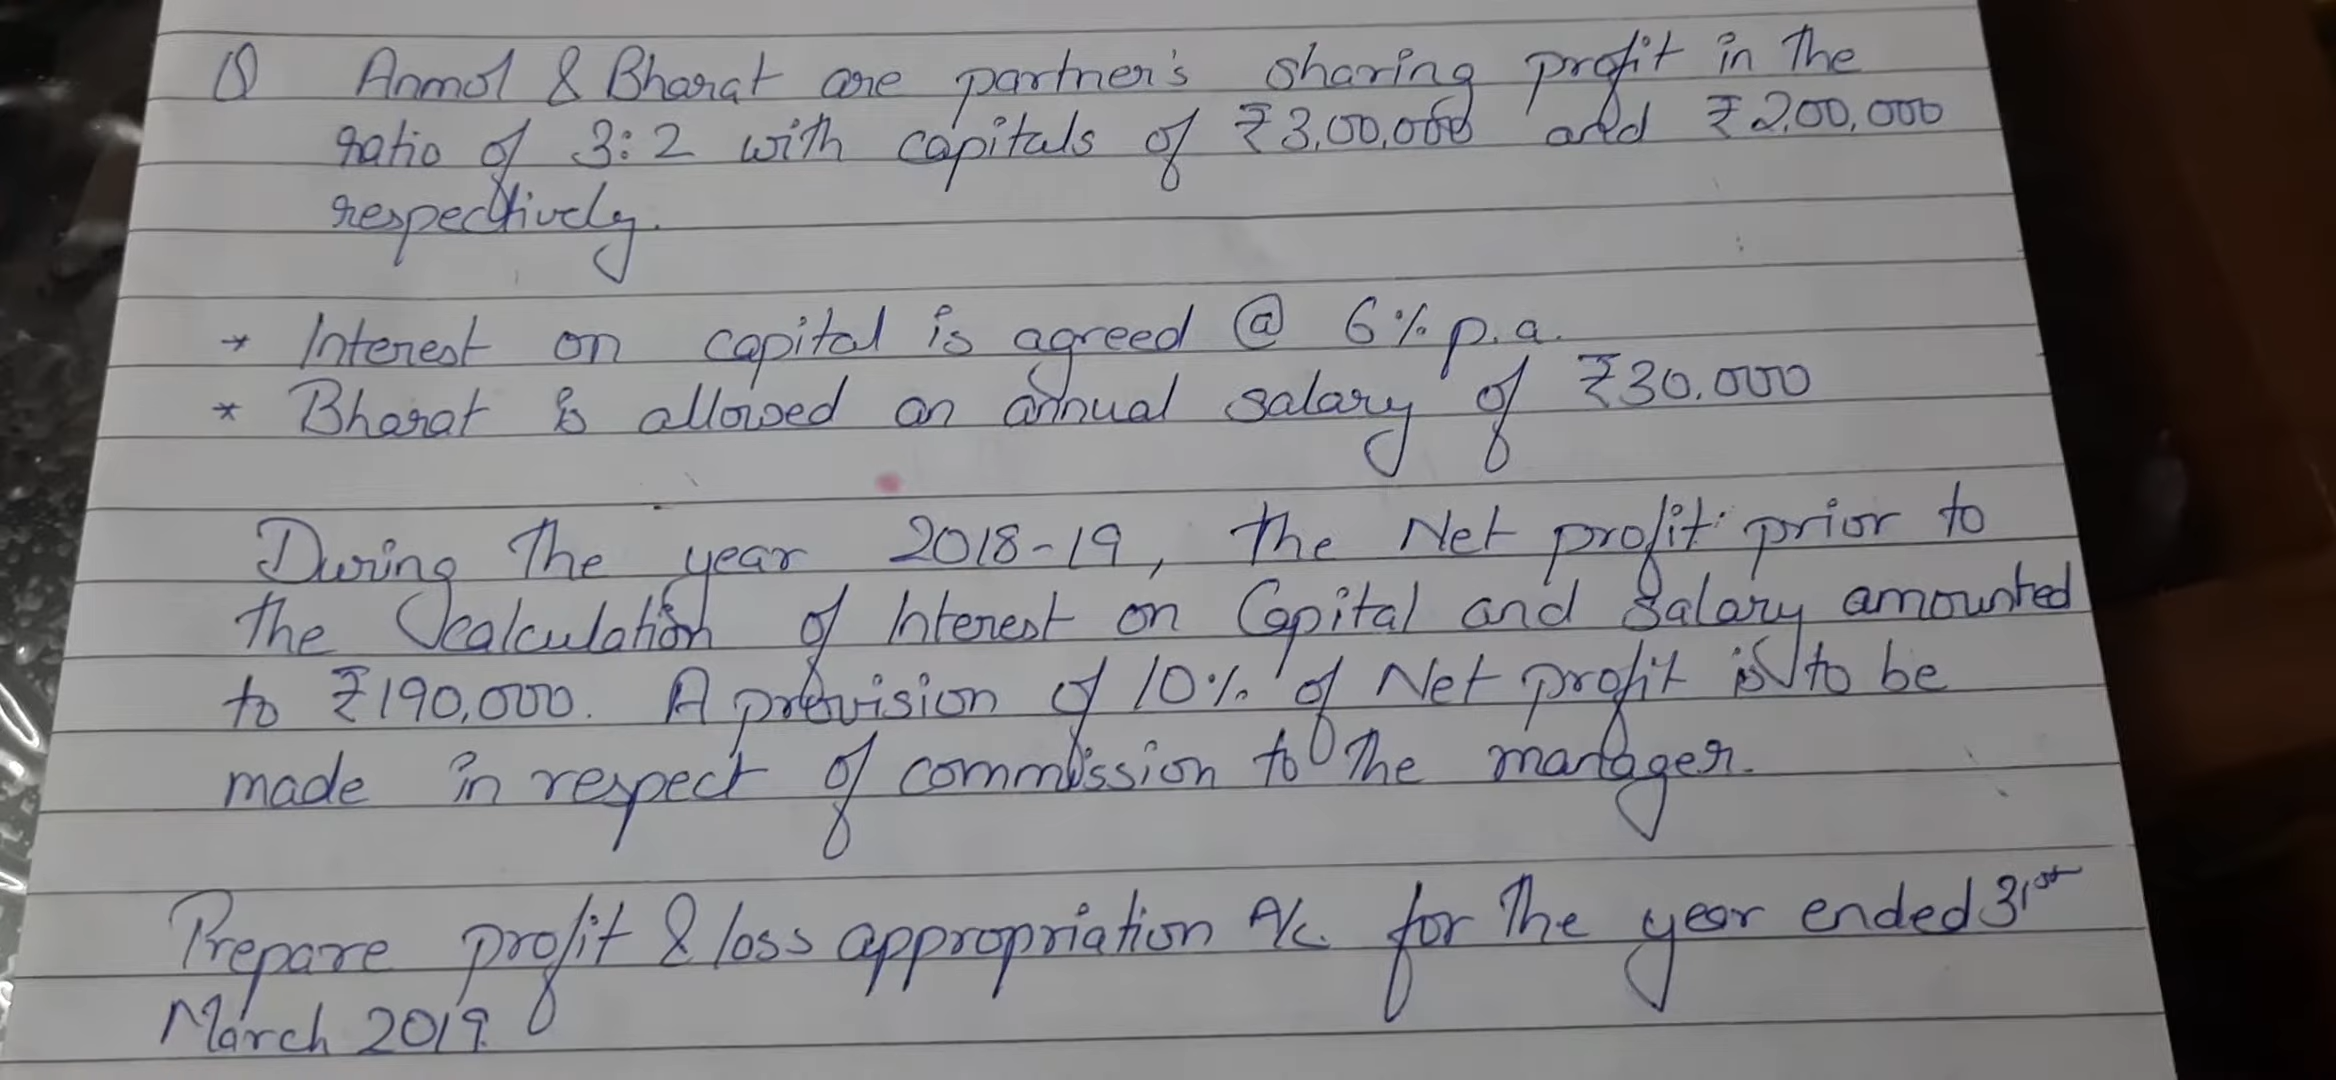 Q Anmol & Bharat are partner's sharing profit in the
ratio of 3:2 with capitals of ₹3,00,000 and ₹2,00,000
respectively.
* Interest on capital is agreed @ 6% p.a.
* Bharat is allowed an annual salary of ₹30,000
During the year 2018-19, the Net profit prior to
the calculation of Interest on Capital and Salary amounted
to ₹190,000. A provision of 10% of Net profit is to be
made in respect of commission to the manager.
Prepare profit & loss appropriation A/c. for the year ended 31st
March 2019.